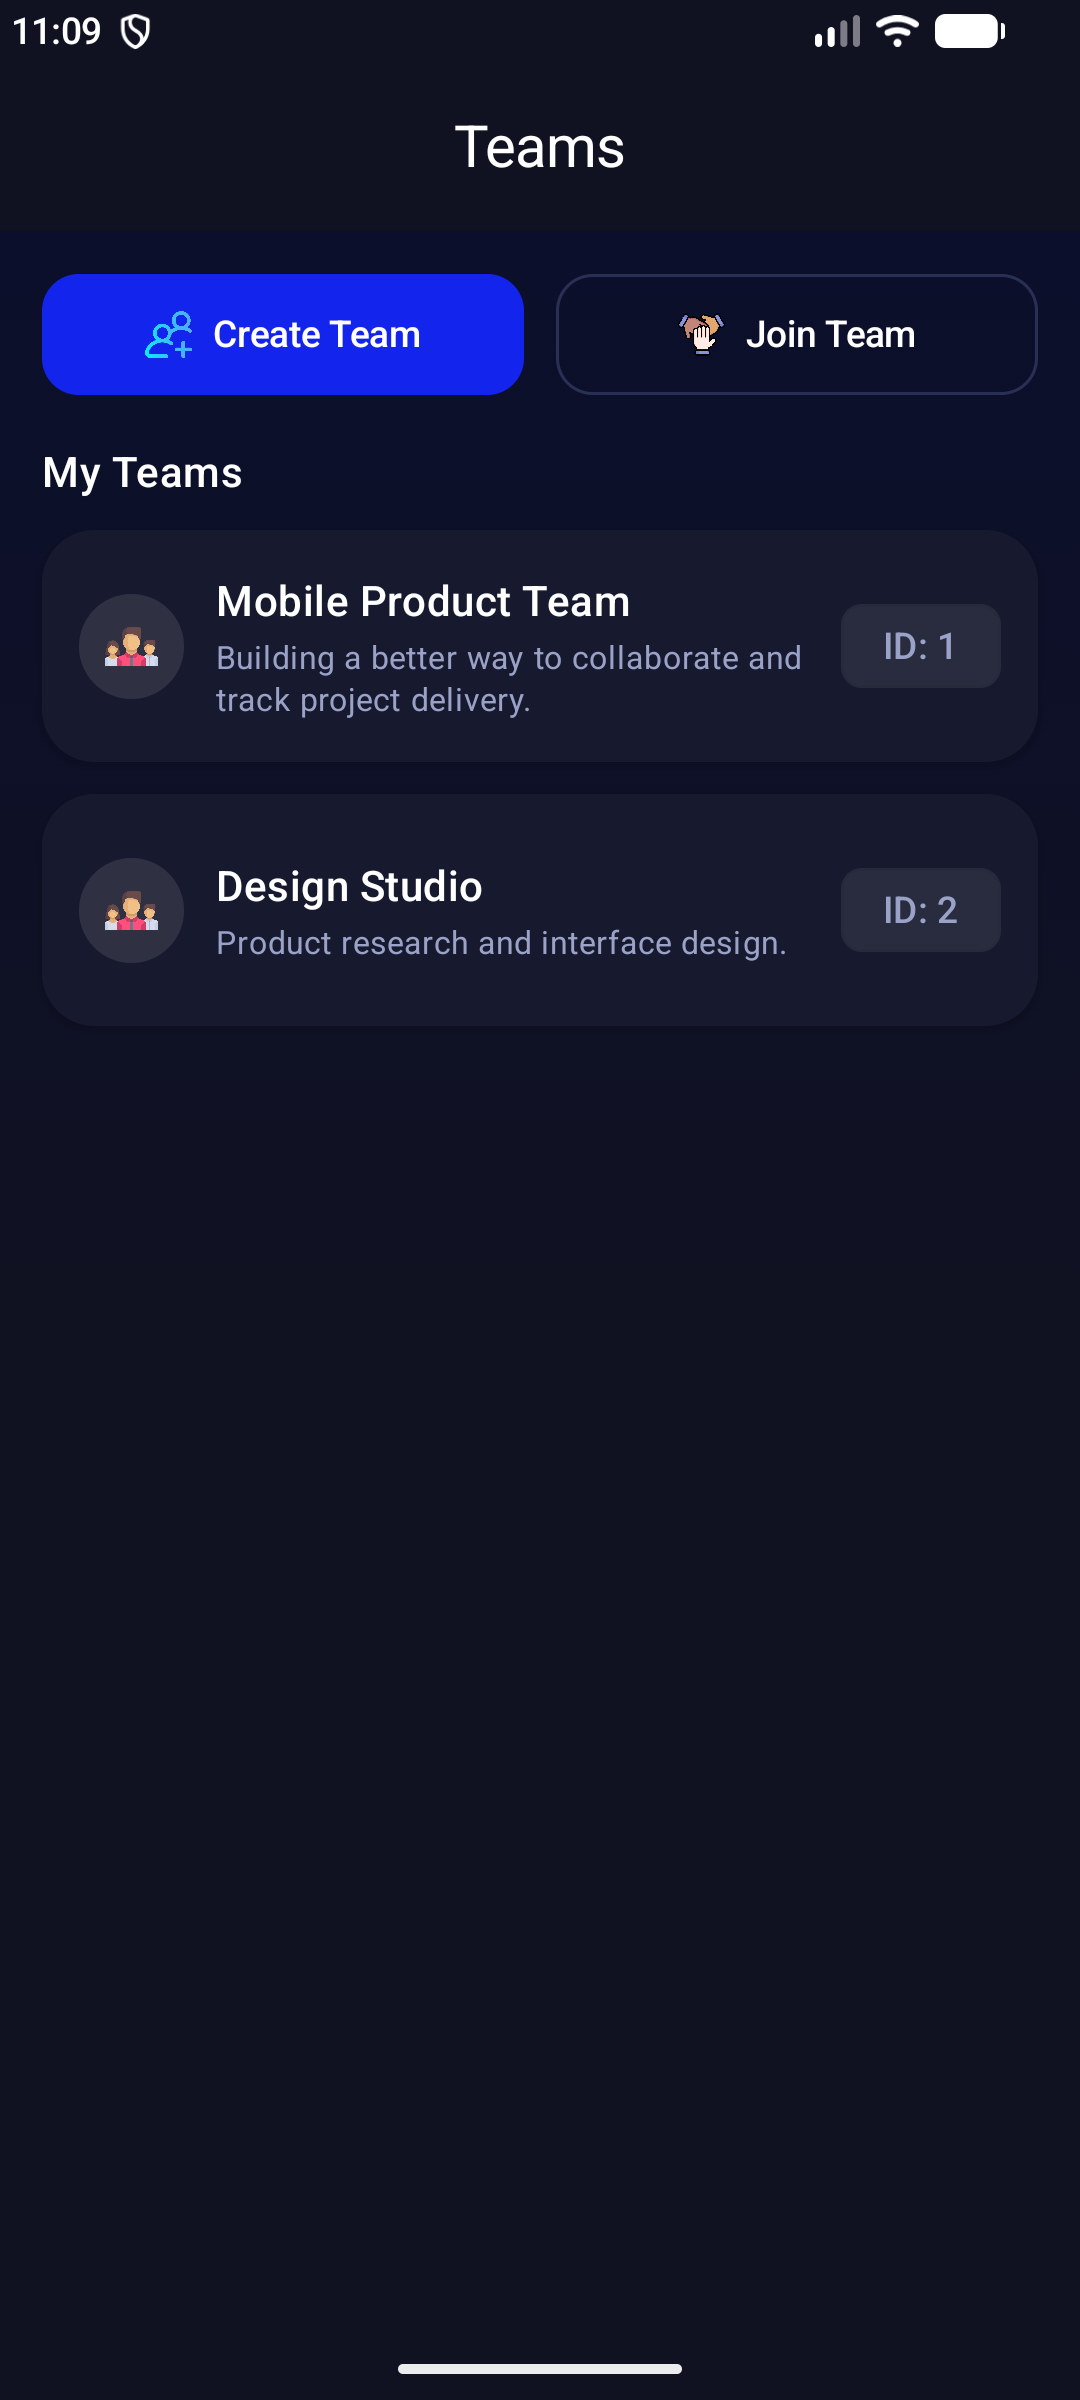 11:09
Teams
Create Team
Join Team
My Teams
Mobile Product Team
Building a better way to collaborate and
track project delivery.
ID: 1
Design Studio
Product research and interface design.
ID: 2